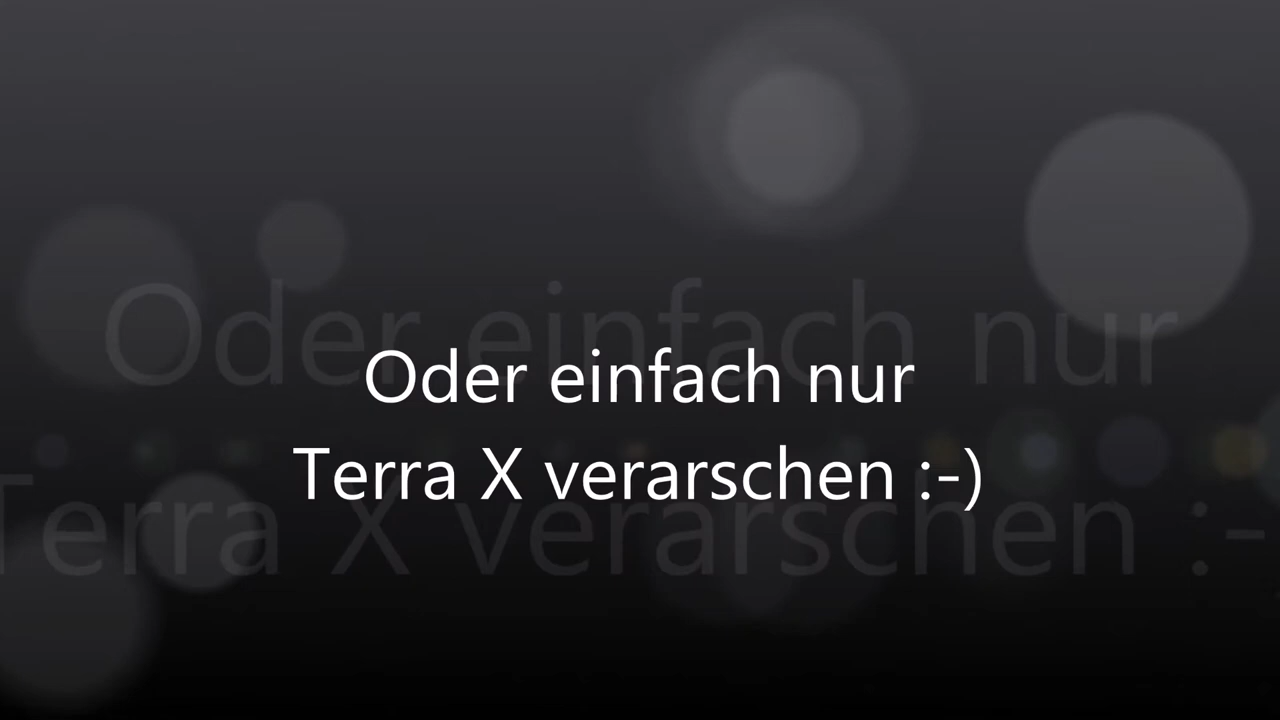 Oder einfach nur
Terra X verarschen :-)